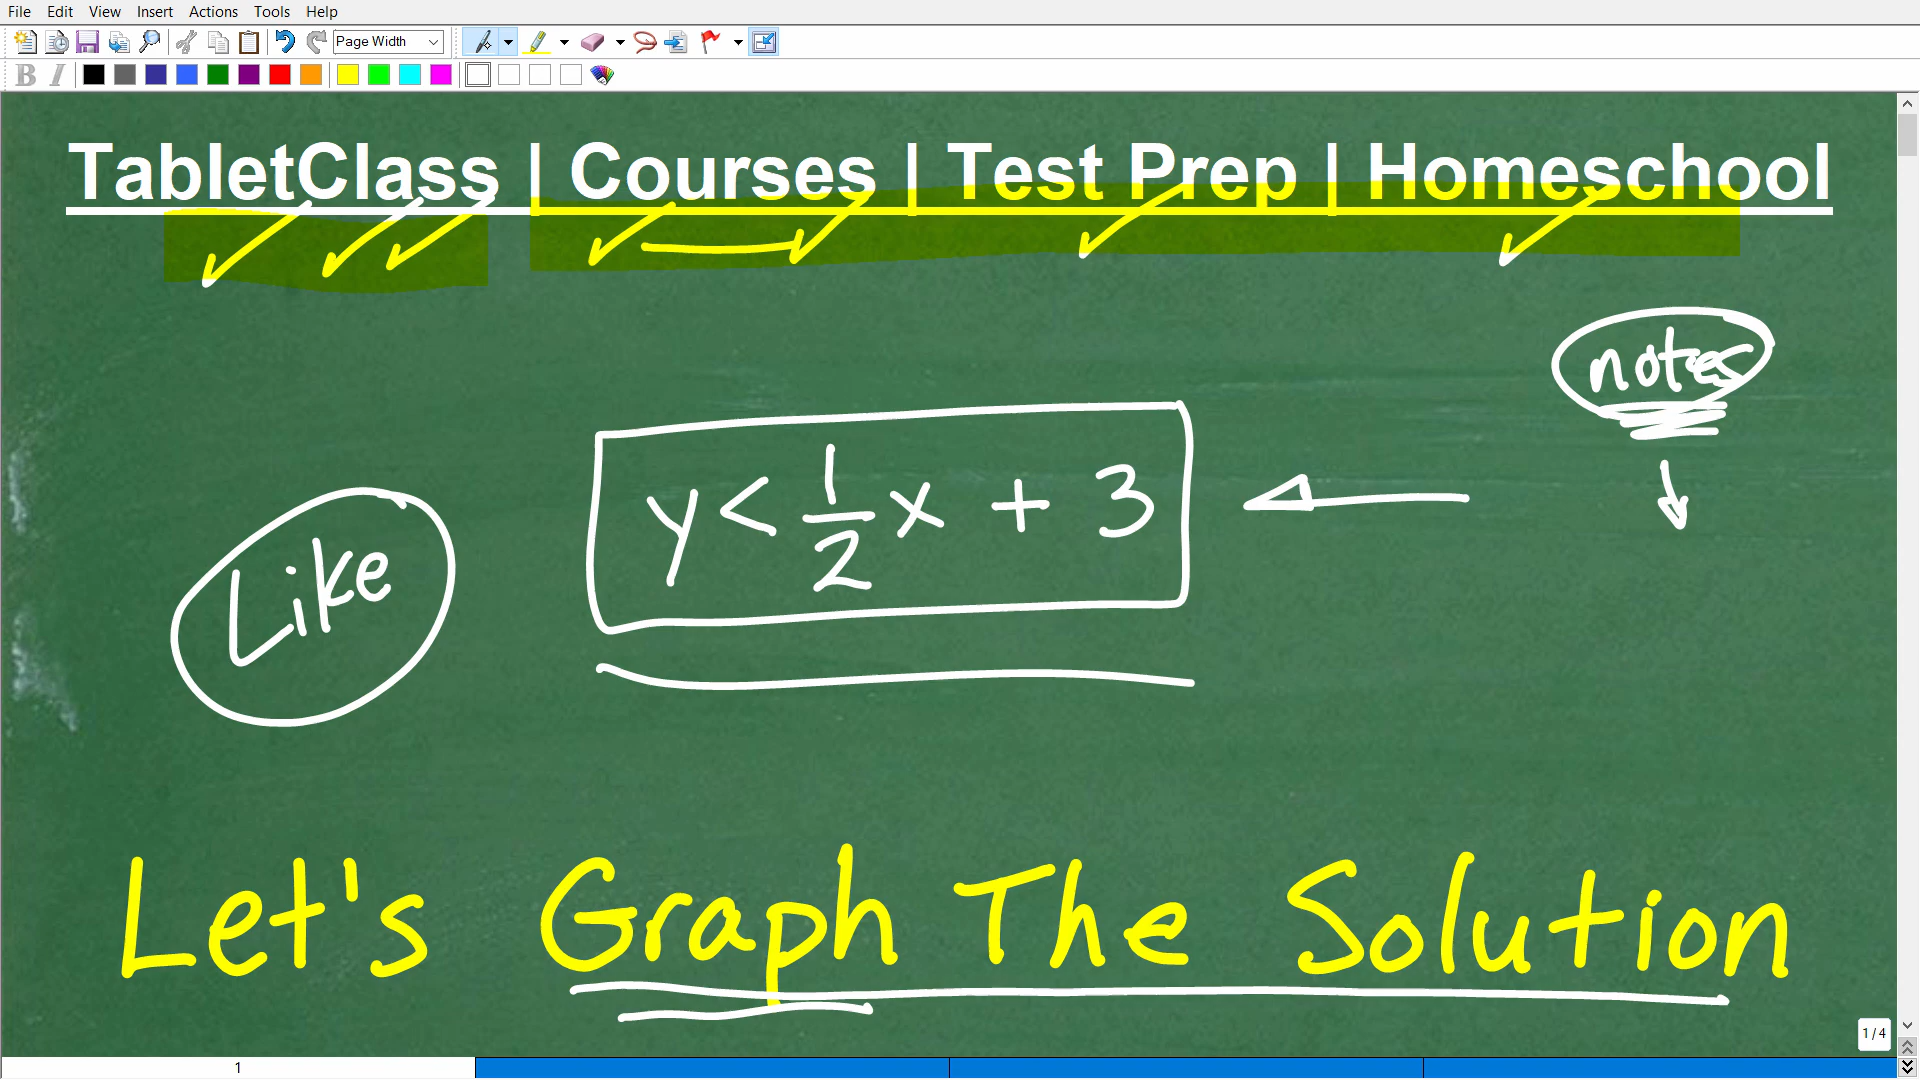 File Edit View Insert Actions Tools Help
Page Width
B I
TabletClass | Courses | Test Prep | Homeschool
notes
y < 1/2 x + 3
Like
Let's Graph The Solution
1 / 4
1